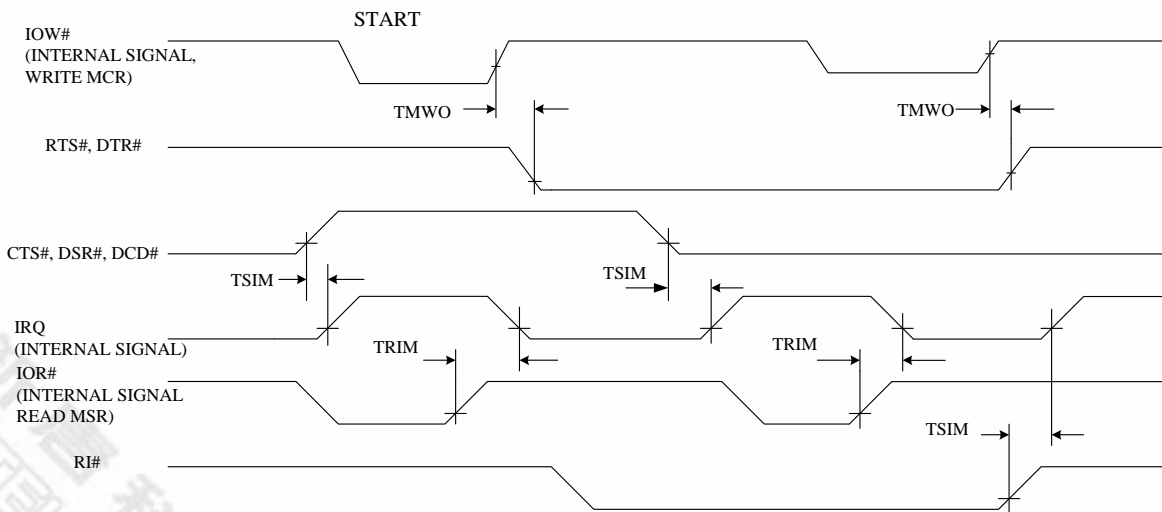 START
IOW#
(INTERNAL SIGNAL,
WRITE MCR)
TMWO
TMWO
RTS#, DTR#
CTS#, DSR#, DCD#
TSIM
TSIM
IRQ
(INTERNAL SIGNAL)
TRIM
TRIM
IOR#
(INTERNAL SIGNAL
READ MSR)
TSIM
RI#